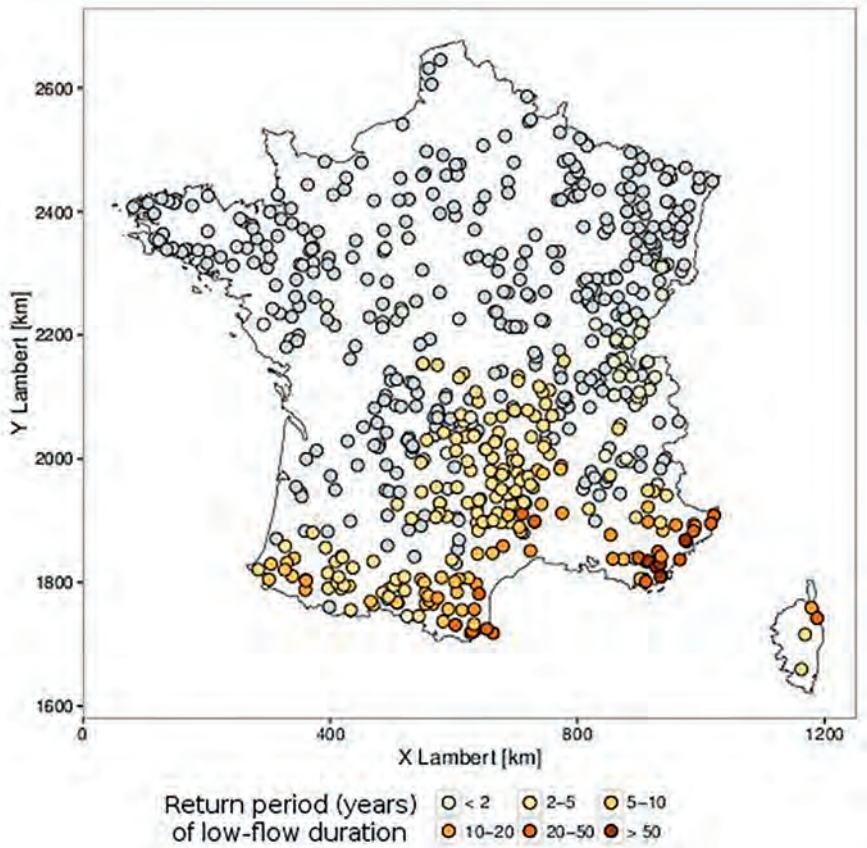 2600
2400
2200
2000
1800
1600
Y Lambert [km]
0 400 800 1200
X Lambert [km]
Return period (years)
of low-flow duration
< 2 2–5 5–10
10–20 20–50 > 50